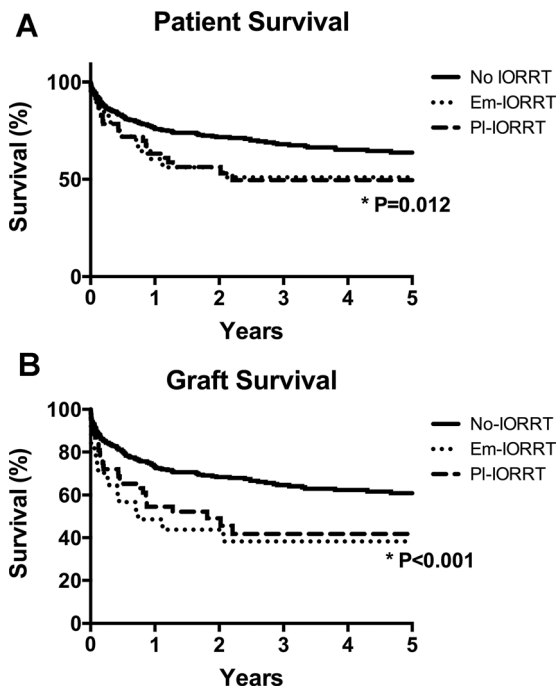 A
Patient Survival
100
50
0
0 1 2 3 4 5
Survival (%)
Years
No IORRT
Em-IORRT
Pl-IORRT
* P=0.012
B
Graft Survival
100
80
60
40
20
0
0 1 2 3 4 5
Survival (%)
Years
No-IORRT
Em-IORRT
Pl-IORRT
* P<0.001